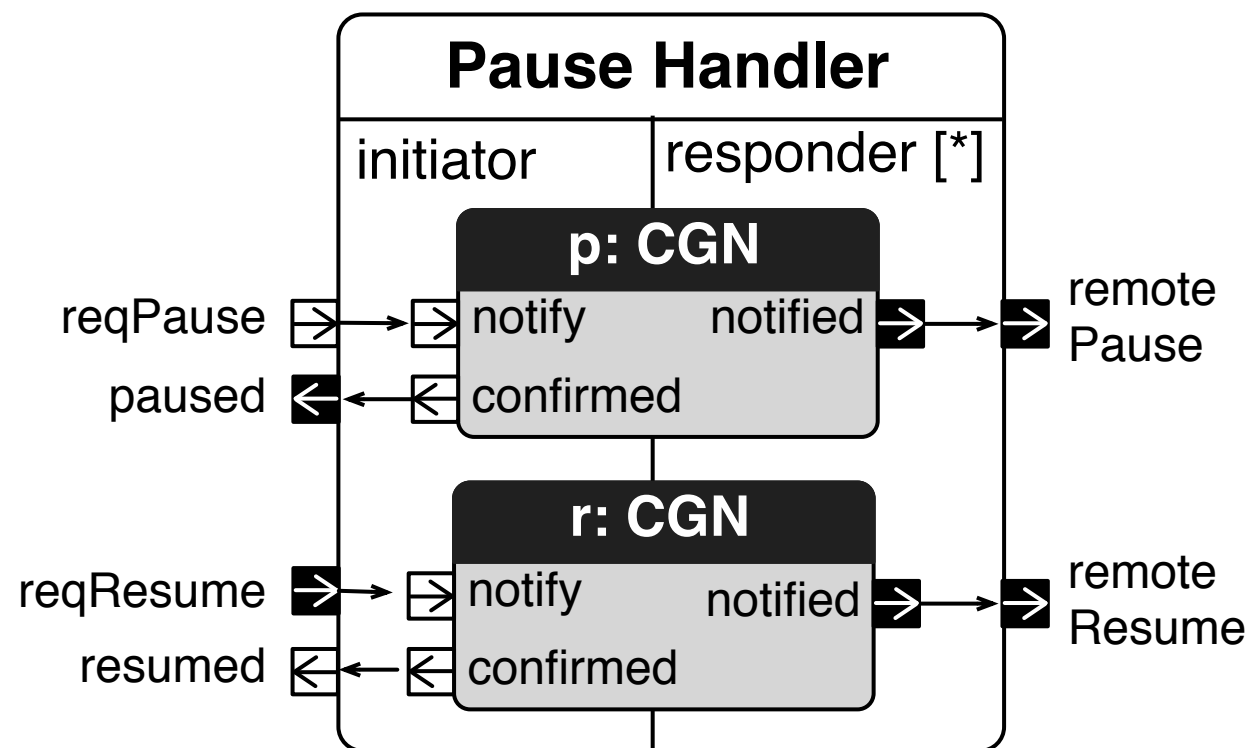 Pause Handler
initiator
responder [*]
p: CGN
reqPause
notify
notified
remote
Pause
paused
confirmed
r: CGN
reqResume
notify
notified
remote
Resume
resumed
confirmed